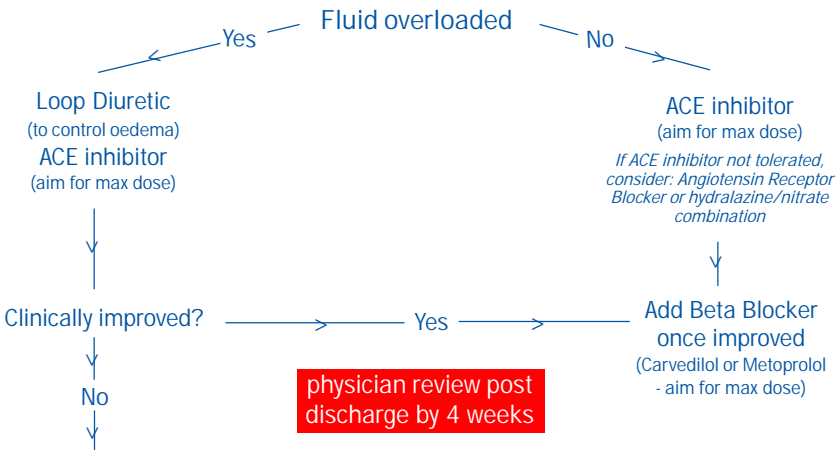 Fluid overloaded
Yes
No
Loop Diuretic
(to control oedema)
ACE inhibitor
(aim for max dose)
ACE inhibitor
(aim for max dose)
If ACE inhibitor not tolerated,
consider: Angiotensin Receptor
Blocker or hydralazine/nitrate
combination
Clinically improved?
Yes
Add Beta Blocker
once improved
(Carvedilol or Metoprolol
- aim for max dose)
No
physician review post
discharge by 4 weeks